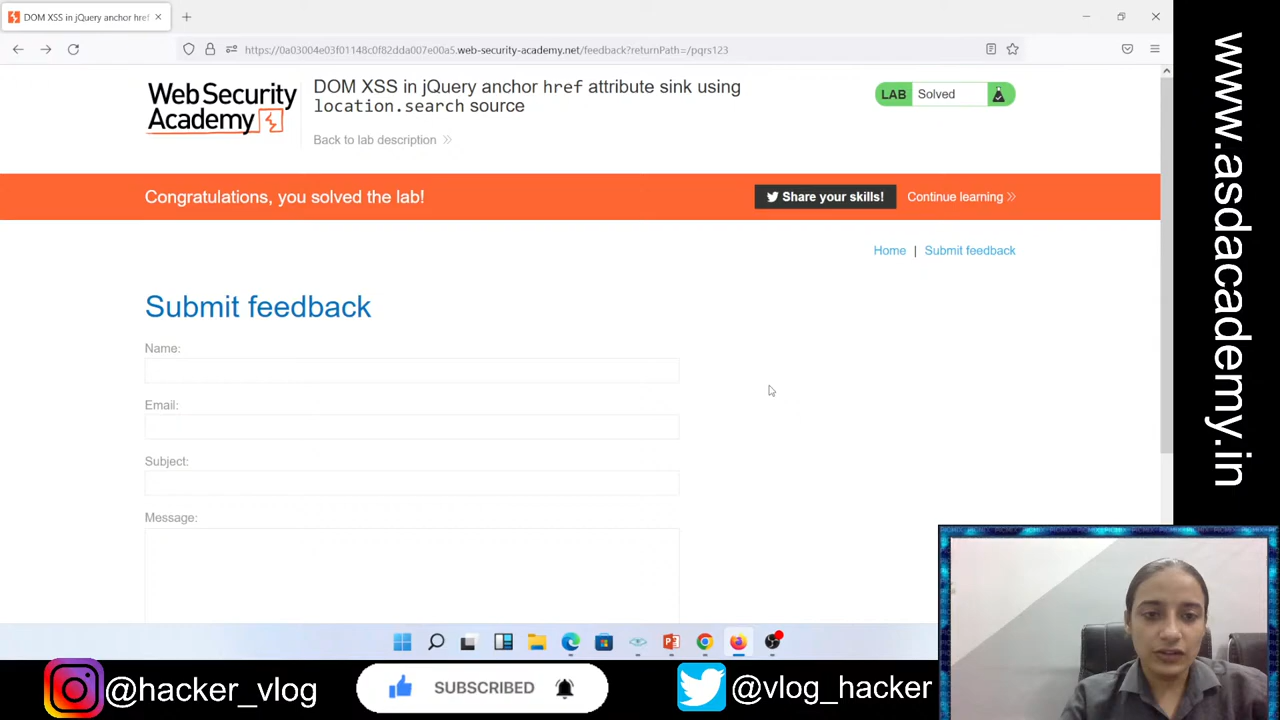 DOM XSS in jQuery anchor href
https://0a03004e03f01148c0f82dda007e00a5.web-security-academy.net/feedback?returnPath=/pqrs123
WebSecurity
Academy
DOM XSS in jQuery anchor href attribute sink using
location.search source
Back to lab description
LAB Solved
Congratulations, you solved the lab!
Share your skills!
Continue learning
Home | Submit feedback
Submit feedback
Name:
Email:
Subject:
Message:
www.asdacademy.in
@hacker_vlog
SUBSCRIBED
@vlog_hacker